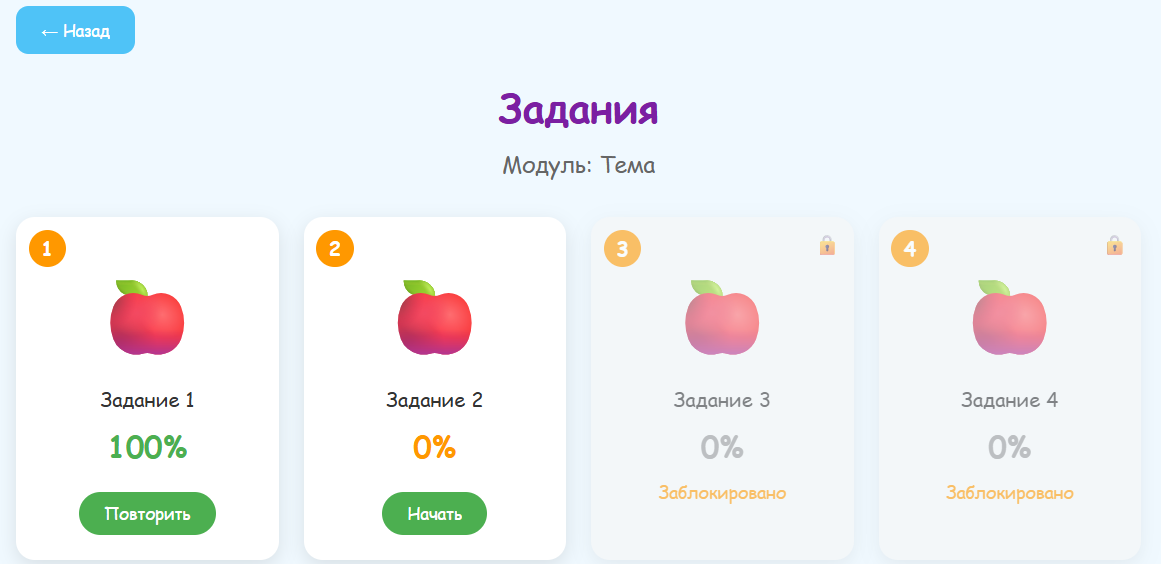 ← Назад
Задания
Модуль: Тема
1
2
3
4
Задание 1
Задание 2
Задание 3
Задание 4
100%
0%
0%
0%
Заблокировано
Заблокировано
Повторить
Начать